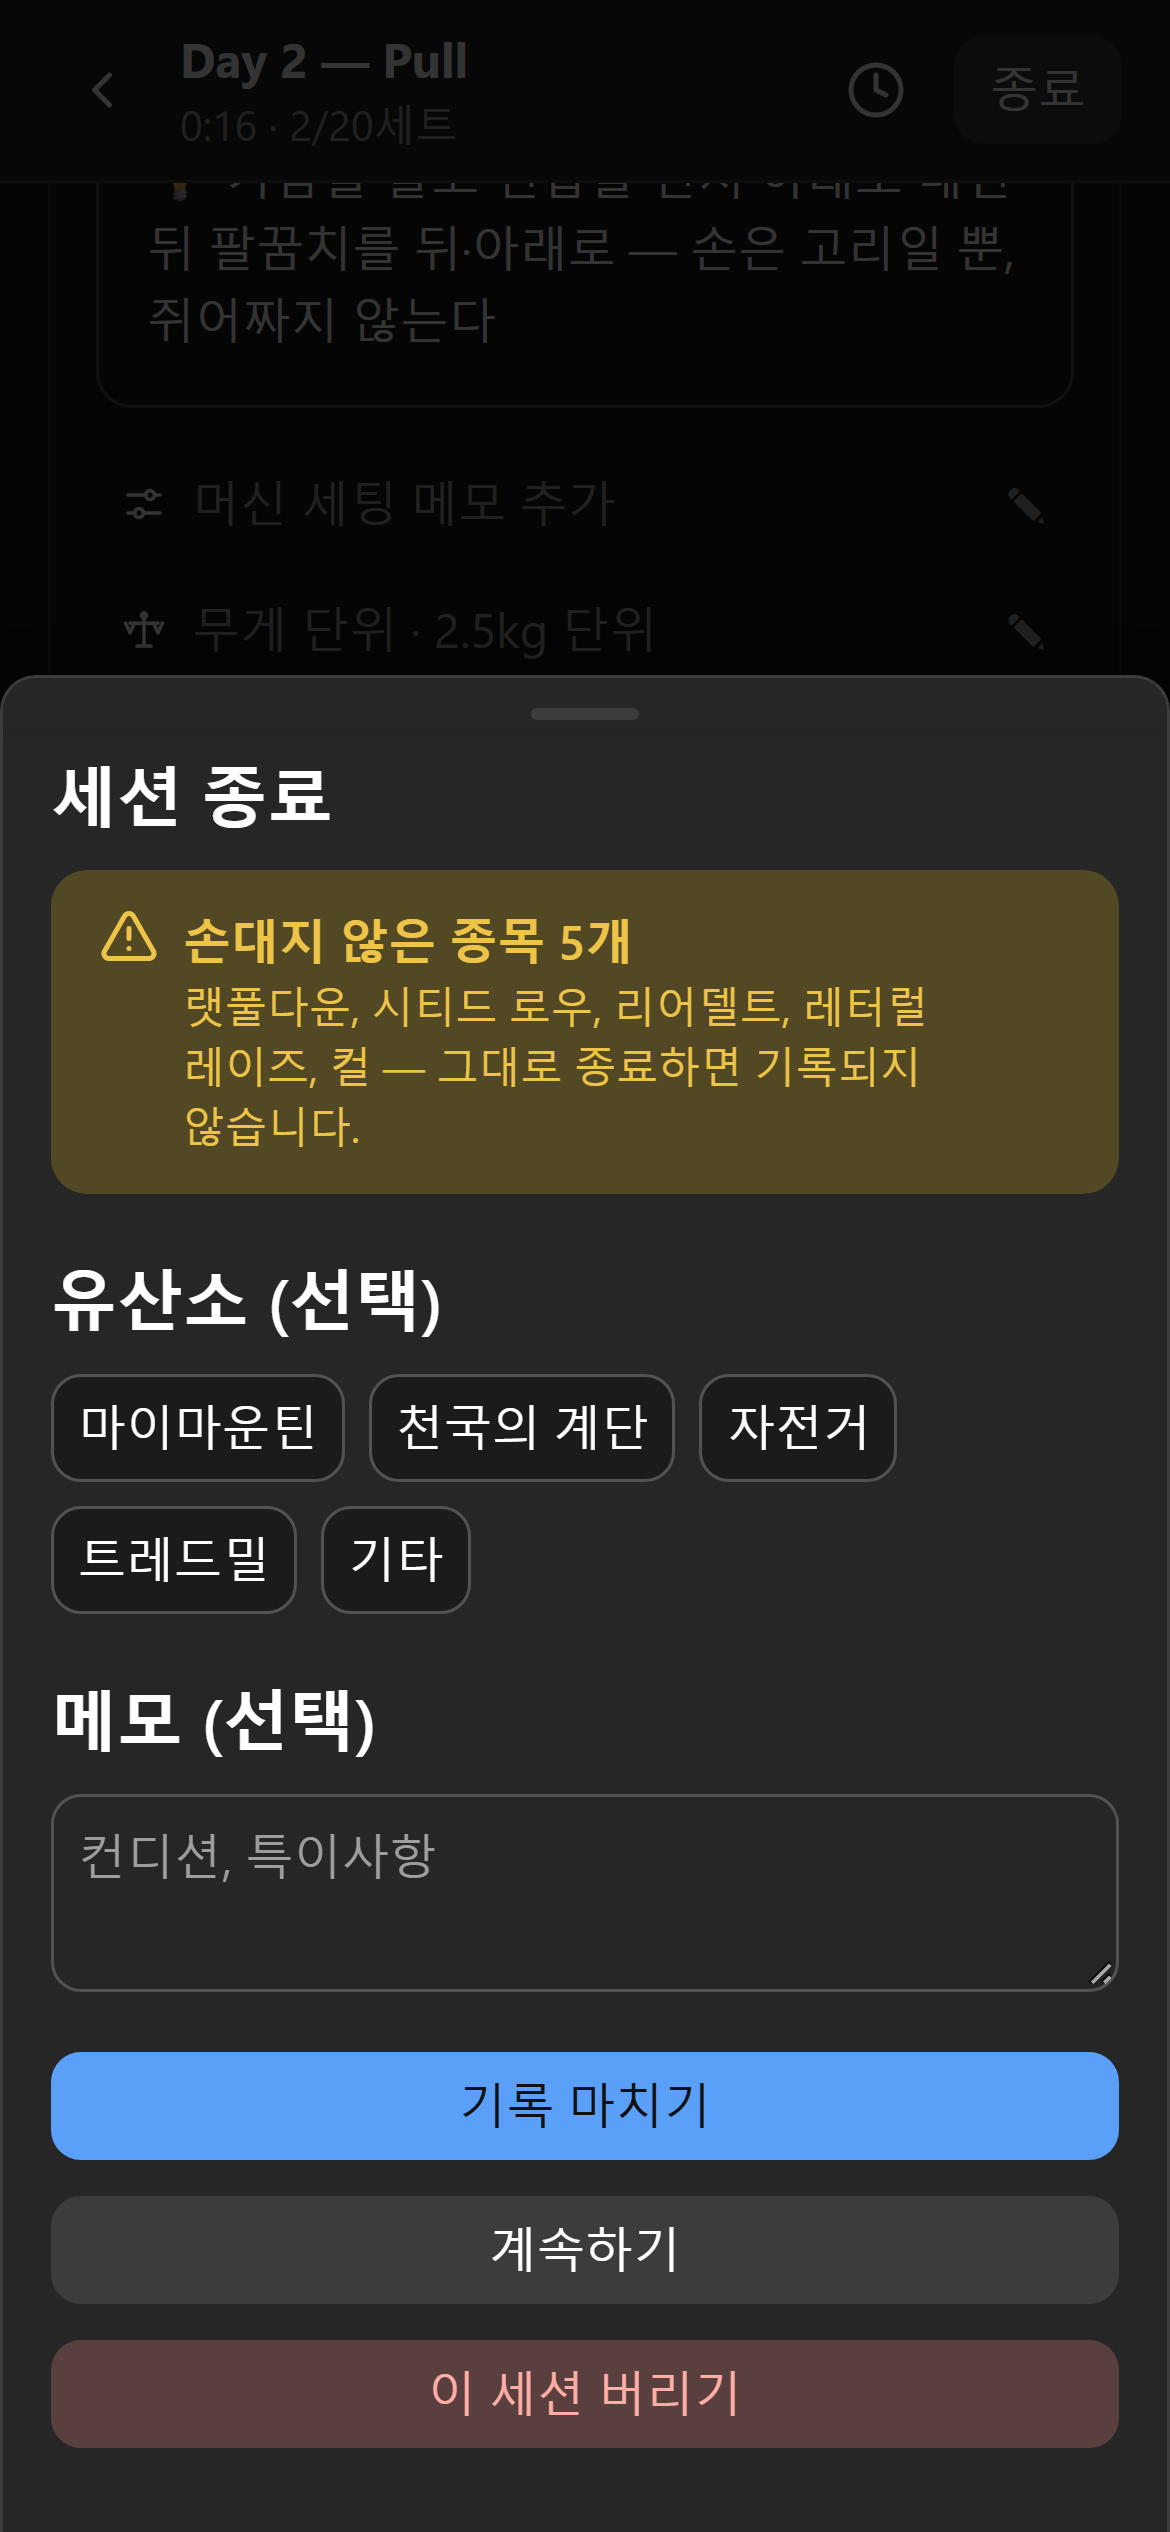 Day 2 — Pull
종료
0:16 · 2/20세트
뒤 팔꿈치를 뒤·아래로 — 손은 고리일 뿐,
쥐어짜지 않는다
머신 세팅 메모 추가
무게 단위 · 2.5kg 단위
세션 종료
손대지 않은 종목 5개
랫풀다운, 시티드 로우, 리어델트, 레터럴
레이즈, 컬 — 그대로 종료하면 기록되지
않습니다.
유산소 (선택)
마이마운틴
천국의 계단
자전거
트레드밀
기타
메모 (선택)
컨디션, 특이사항
기록 마치기
계속하기
이 세션 버리기